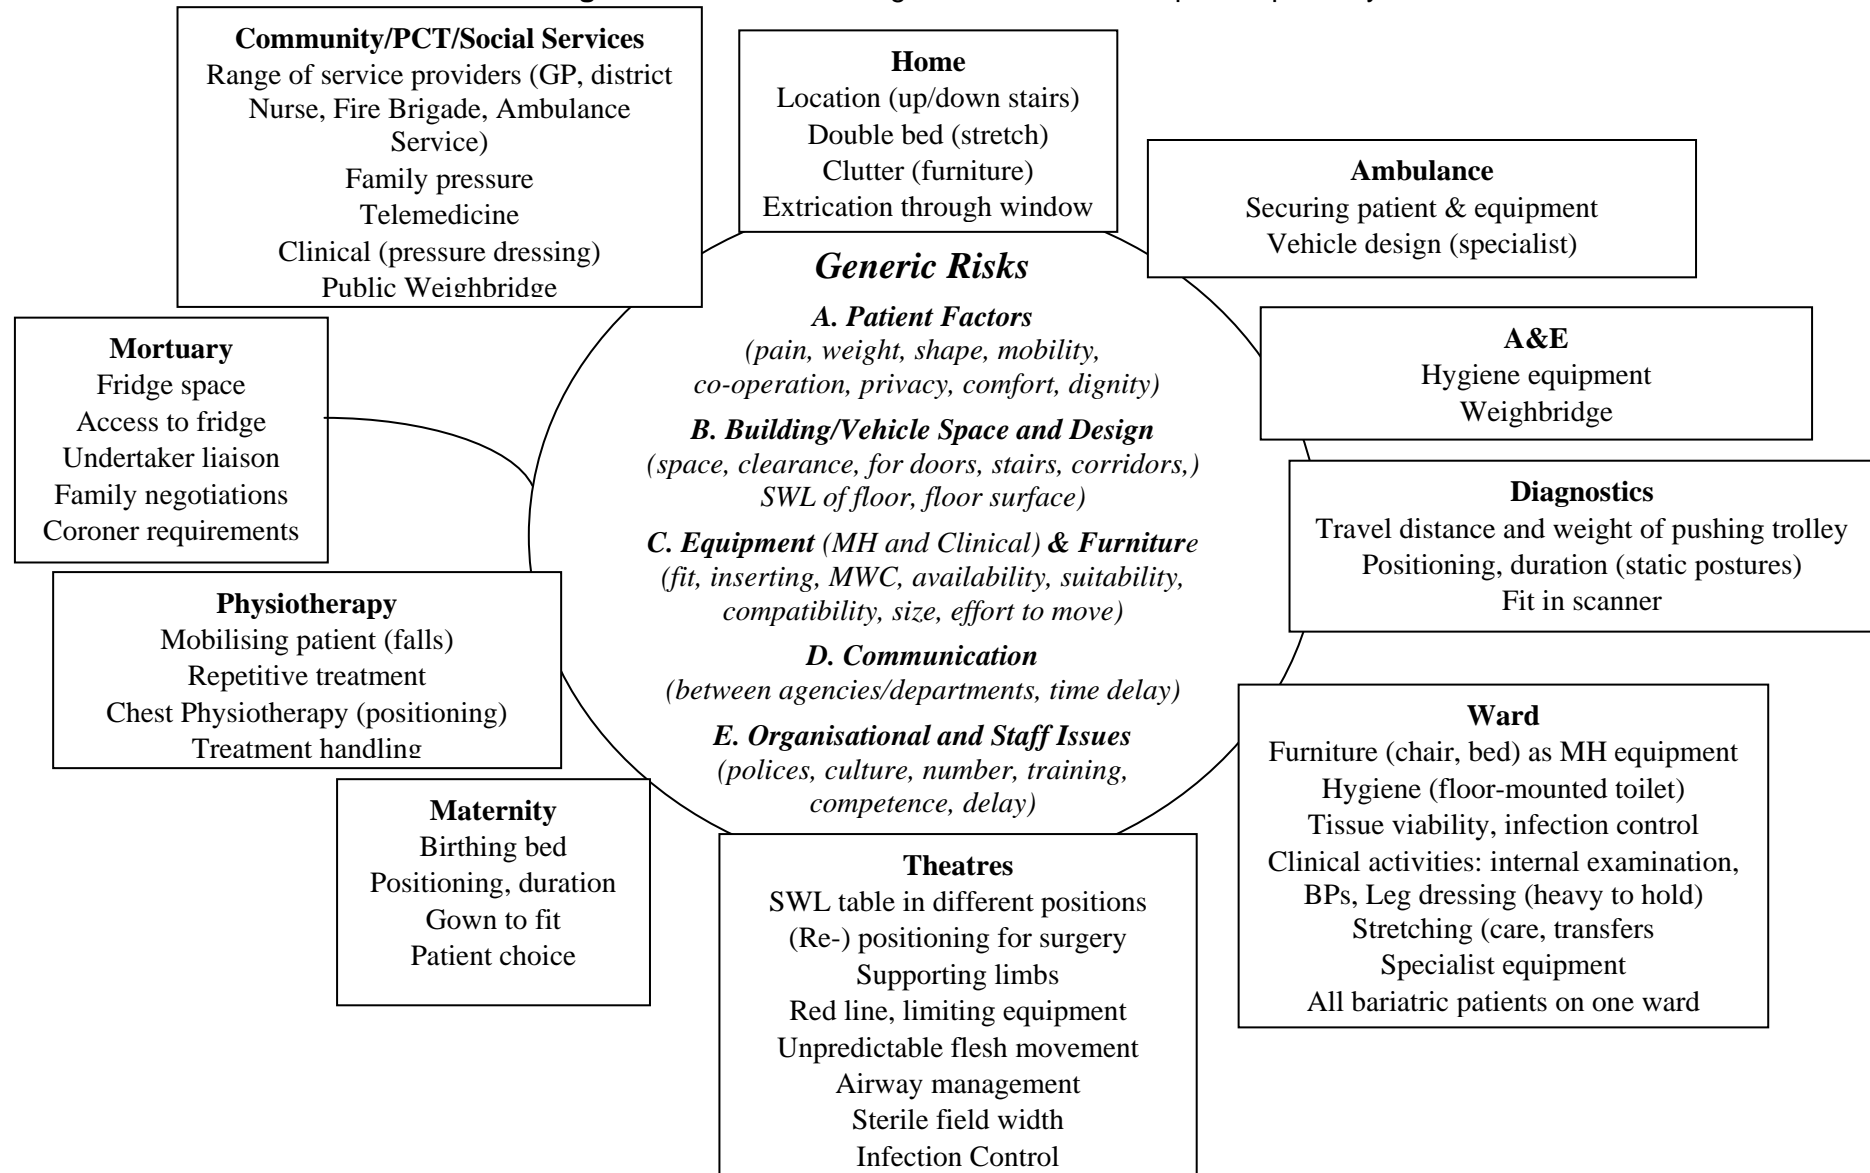 Community/PCT/Social Services
Range of service providers (GP, district
Nurse, Fire Brigade, Ambulance
Service)
Family pressure
Telemedicine
Clinical (pressure dressing)
Public Weighbridge
Home
Location (up/down stairs)
Double bed (stretch)
Clutter (furniture)
Extrication through window
Ambulance
Securing patient & equipment
Vehicle design (specialist)
A&E
Hygiene equipment
Weighbridge
Diagnostics
Travel distance and weight of pushing trolley
Positioning, duration (static postures)
Fit in scanner
Ward
Furniture (chair, bed) as MH equipment
Hygiene (floor-mounted toilet)
Tissue viability, infection control
Clinical activities: internal examination,
BPs, Leg dressing (heavy to hold)
Stretching (care, transfers
Specialist equipment
All bariatric patients on one ward
Theatres
SWL table in different positions
(Re-) positioning for surgery
Supporting limbs
Red line, limiting equipment
Unpredictable flesh movement
Airway management
Sterile field width
Infection Control
Maternity
Birthing bed
Positioning, duration
Gown to fit
Patient choice
Physiotherapy
Mobilising patient (falls)
Repetitive treatment
Chest Physiotherapy (positioning)
Treatment handling
Mortuary
Fridge space
Access to fridge
Undertaker liaison
Family negotiations
Coroner requirements
Generic Risks
A. Patient Factors
(pain, weight, shape, mobility,
co-operation, privacy, comfort, dignity)
B. Building/Vehicle Space and Design
(space, clearance, for doors, stairs, corridors,)
SWL of floor, floor surface)
C. Equipment (MH and Clinical) & Furniture
(fit, inserting, MWC, availability, suitability,
compatibility, size, effort to move)
D. Communication
(between agencies/departments, time delay)
E. Organisational and Staff Issues
(polices, culture, number, training,
competence, delay)